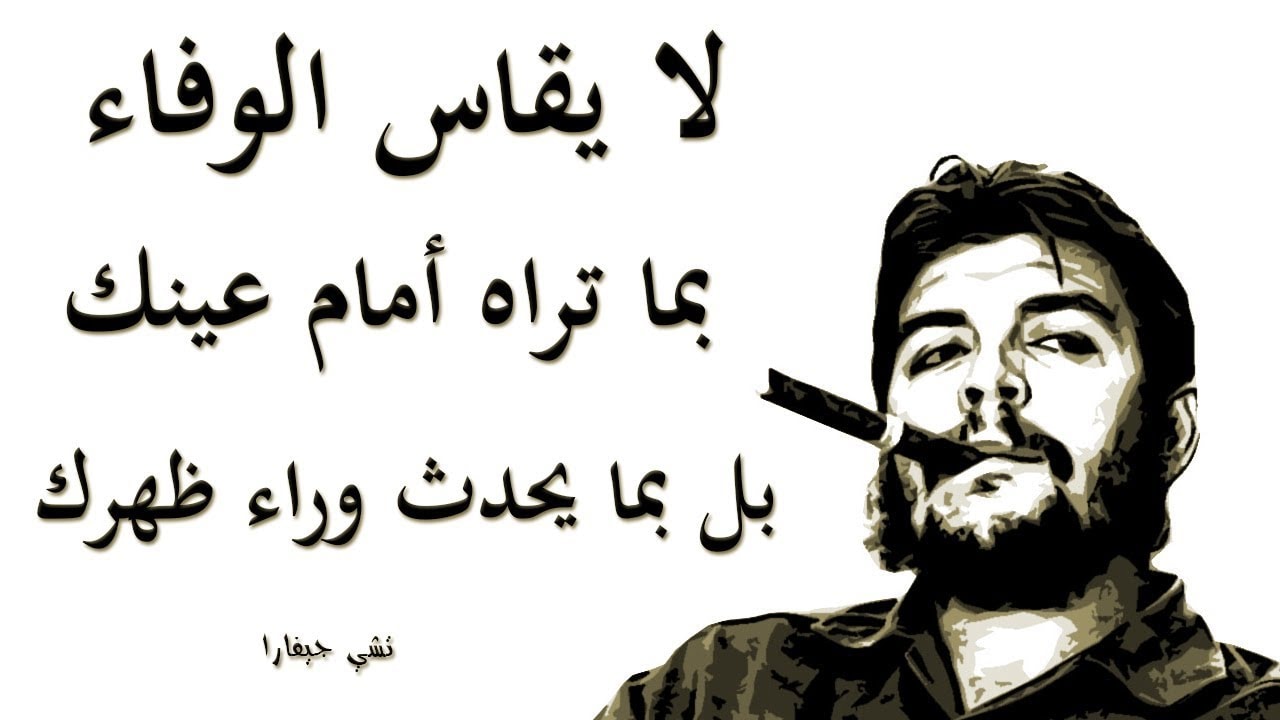 لا يقاس الوفاء
بما تراه أمام عينك
بل بما يحدث وراء ظهرك
تشي جيفارا